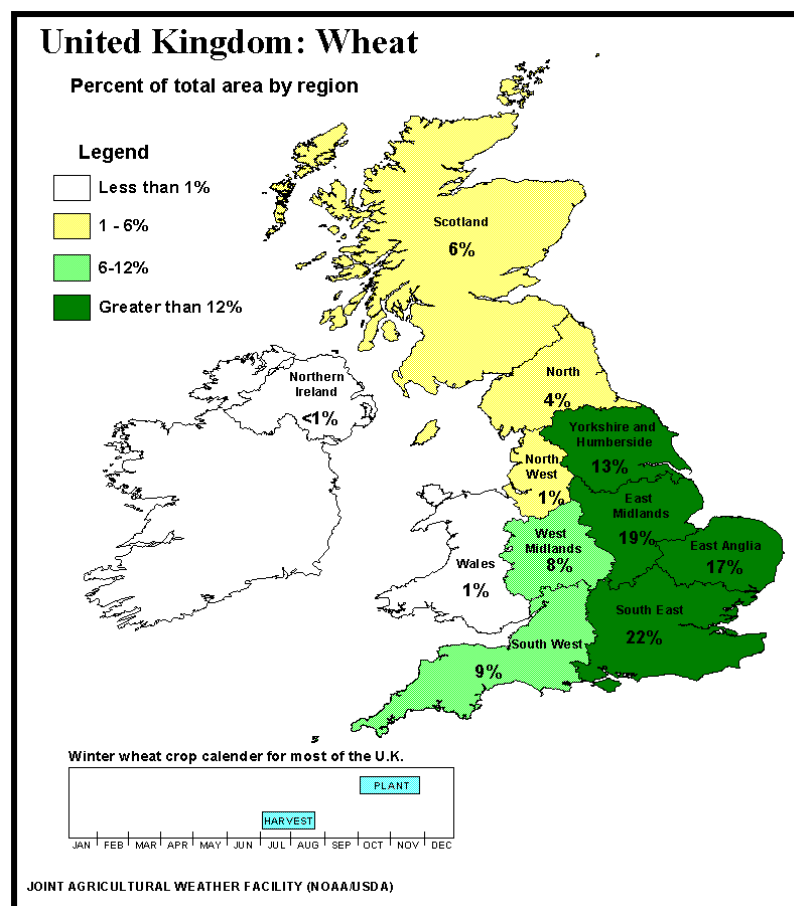 United Kingdom: Wheat
Percent of total area by region
Legend
Less than 1%
1 - 6%
6-12%
Greater than 12%
Scotland
6%
North
4%
Northern
Ireland
<1%
Yorkshire and
Humberside
13%
North
West
1%
East
Midlands
19%
West
Midlands
8%
East Anglia
17%
Wales
1%
South East
22%
South West
9%
Winter wheat crop calender for most of the U.K.
PLANT
HARVEST
JAN FEB MAR APR MAY JUN JUL AUG SEP OCT NOV DEC
JOINT AGRICULTURAL WEATHER FACILITY (NOAA/USDA)